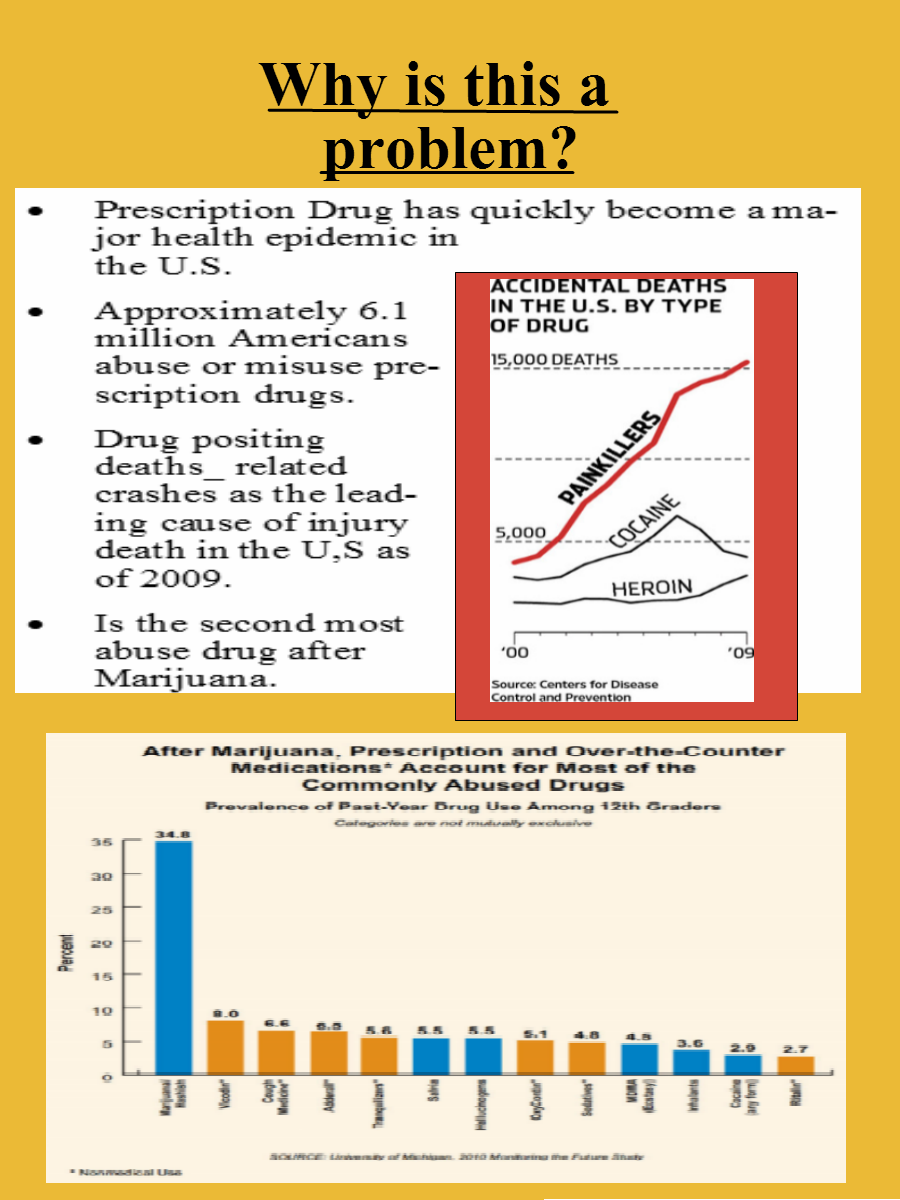 Why is this a
problem?
• Prescription Drug has quickly become a ma-
jor health epidemic in
the U.S.
• Approximately 6.1
million Americans
abuse or misuse pre-
scription drugs.
• Drug positing
deaths_ related
crashes as the lead-
ing cause of injury
death in the U,S as
of 2009.
• Is the second most
abuse drug after
Marijuana.
ACCIDENTAL DEATHS
IN THE U.S. BY TYPE
OF DRUG
15,000 DEATHS
PAINKILLERS
5,000
COCAINE
HEROIN
'00
'09
Source: Centers for Disease
Control and Prevention
After Marijuana, Prescription and Over-the-Counter
Medications* Account for Most of the
Commonly Abused Drugs
Prevalence of Past-Year Drug Use Among 12th Graders
Categories are not mutually exclusive
Percent
35
30
25
20
15
10
5
0
34.8
8.0
6.6
5.6
5.5
5.5
5.1
4.8
3.6
2.9
2.7
Marijuana/
Hashish
Vicodin*
Cough
Medicine*
Adderall*
Tranquilizers*
Salvia
Hallucinogens
OxyContin*
Sedatives*
MDMA
(Ecstasy)
Inhalants
Cocaine
(any form)
Ritalin*
SOURCE: University of Michigan, 2010 Monitoring the Future Study
* Nonmedical Use